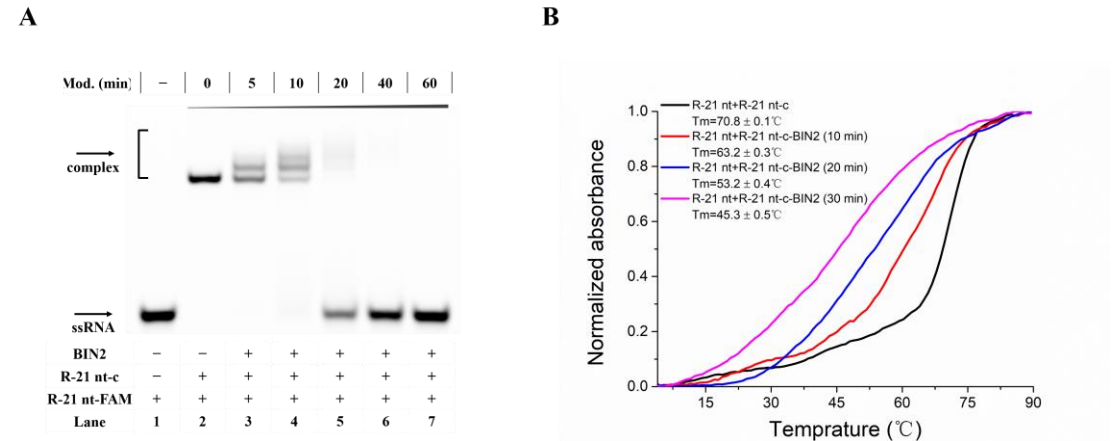 A
B
Mod. (min) − 0 5 10 20 40 60
complex
ssRNA
BIN2 − − + + + + +
R-21 nt-c − + + + + + +
R-21 nt-FAM + + + + + + +
Lane 1 2 3 4 5 6 7
R-21 nt+R-21 nt-c
Tm=70.8 ± 0.1℃
R-21 nt+R-21 nt-c-BIN2 (10 min)
Tm=63.2 ± 0.3℃
R-21 nt+R-21 nt-c-BIN2 (20 min)
Tm=53.2 ± 0.4℃
R-21 nt+R-21 nt-c-BIN2 (30 min)
Tm=45.3 ± 0.5℃
Normalized absorbance
1.0
0.8
0.6
0.4
0.2
0.0
15 30 45 60 75 90
Temprature (℃)